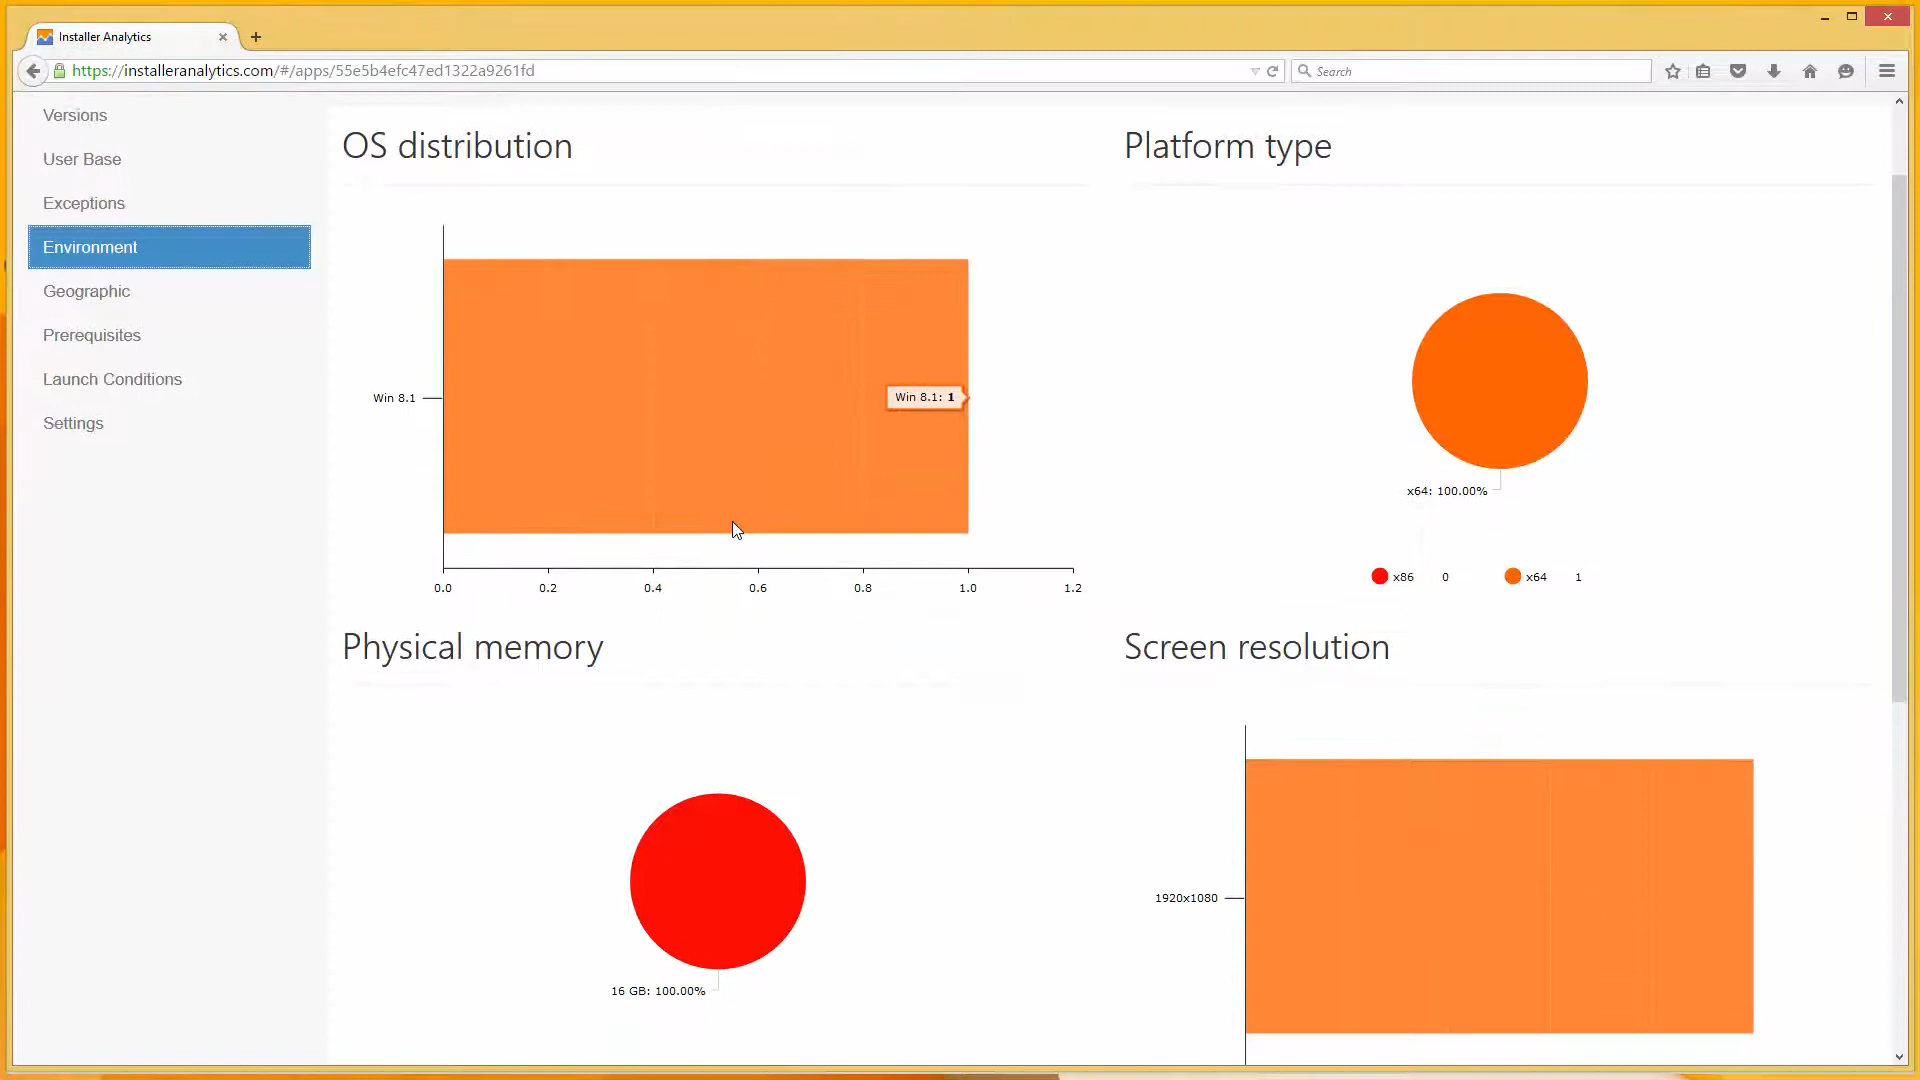 Installer Analytics
https://installeranalytics.com/#/apps/55e5b4efc47ed1322a9261fd
Search
Versions
User Base
Exceptions
Environment
Geographic
Prerequisites
Launch Conditions
Settings
OS distribution
Win 8.1
Win 8.1: 1
0.0 0.2 0.4 0.6 0.8 1.0 1.2
Platform type
x64: 100.00%
x86 0 x64 1
Physical memory
16 GB: 100.00%
Screen resolution
1920x1080